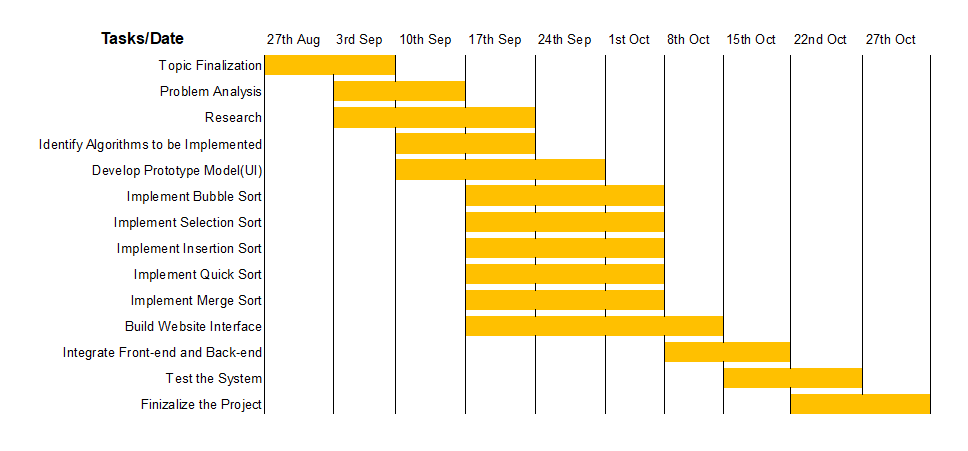 Tasks/Date 27th Aug 3rd Sep 10th Sep 17th Sep 24th Sep 1st Oct 8th Oct 15th Oct 22nd Oct 27th Oct
Topic Finalization
Problem Analysis
Research
Identify Algorithms to be Implemented
Develop Prototype Model(UI)
Implement Bubble Sort
Implement Selection Sort
Implement Insertion Sort
Implement Quick Sort
Implement Merge Sort
Build Website Interface
Integrate Front-end and Back-end
Test the System
Finizalize the Project